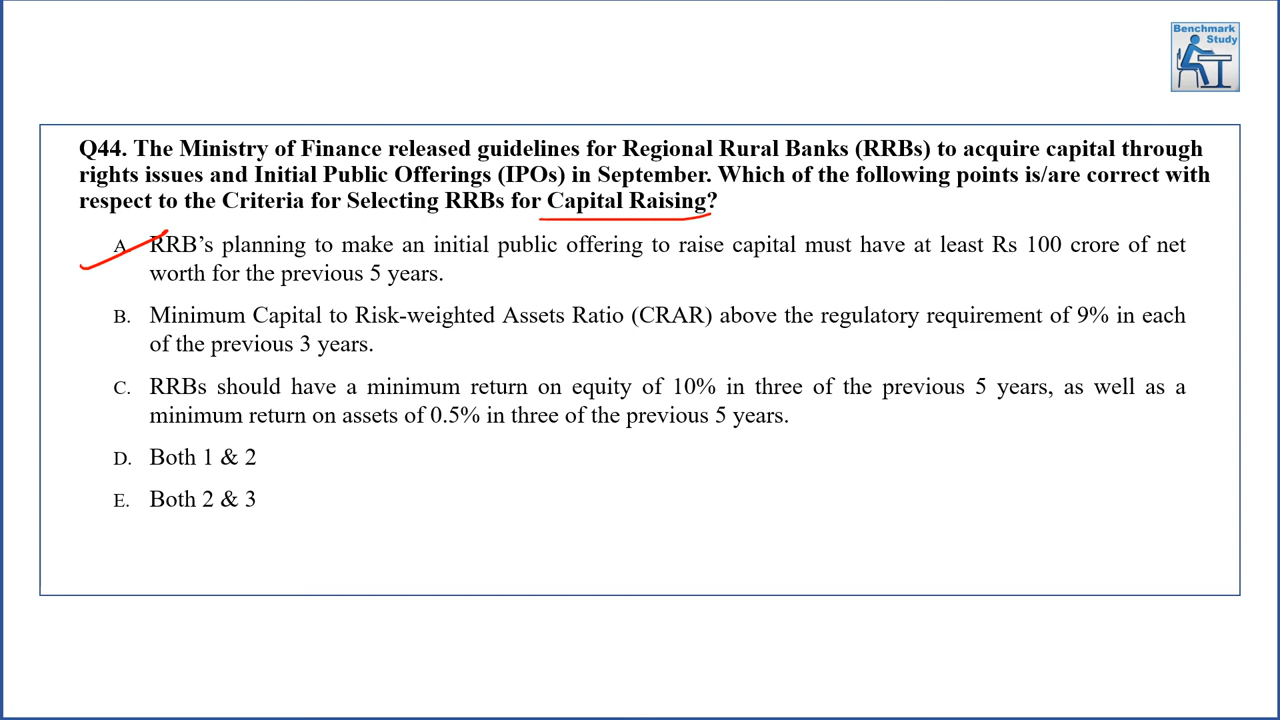 Benchmark
Study
Q44. The Ministry of Finance released guidelines for Regional Rural Banks (RRBs) to acquire capital through
rights issues and Initial Public Offerings (IPOs) in September. Which of the following points is/are correct with
respect to the Criteria for Selecting RRBs for Capital Raising?
A. RRB’s planning to make an initial public offering to raise capital must have at least Rs 100 crore of net
worth for the previous 5 years.
B. Minimum Capital to Risk-weighted Assets Ratio (CRAR) above the regulatory requirement of 9% in each
of the previous 3 years.
C. RRBs should have a minimum return on equity of 10% in three of the previous 5 years, as well as a
minimum return on assets of 0.5% in three of the previous 5 years.
D. Both 1 & 2
E. Both 2 & 3